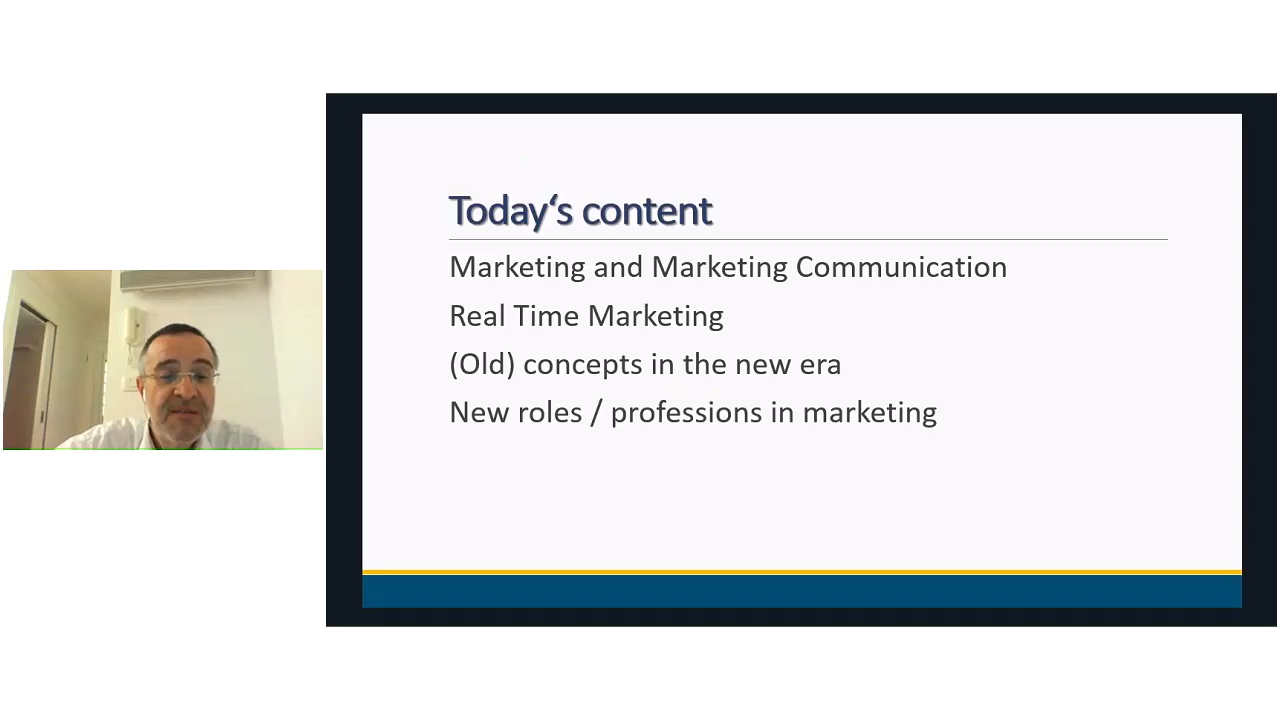 Today‘s content
Marketing and Marketing Communication
Real Time Marketing
(Old) concepts in the new era
New roles / professions in marketing